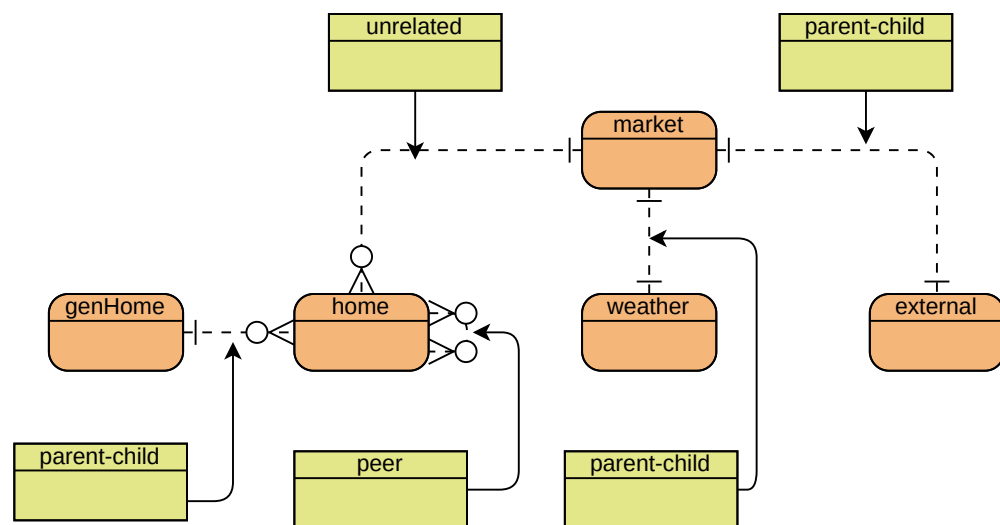 unrelated
parent-child
market
genHome
home
weather
external
parent-child
peer
parent-child